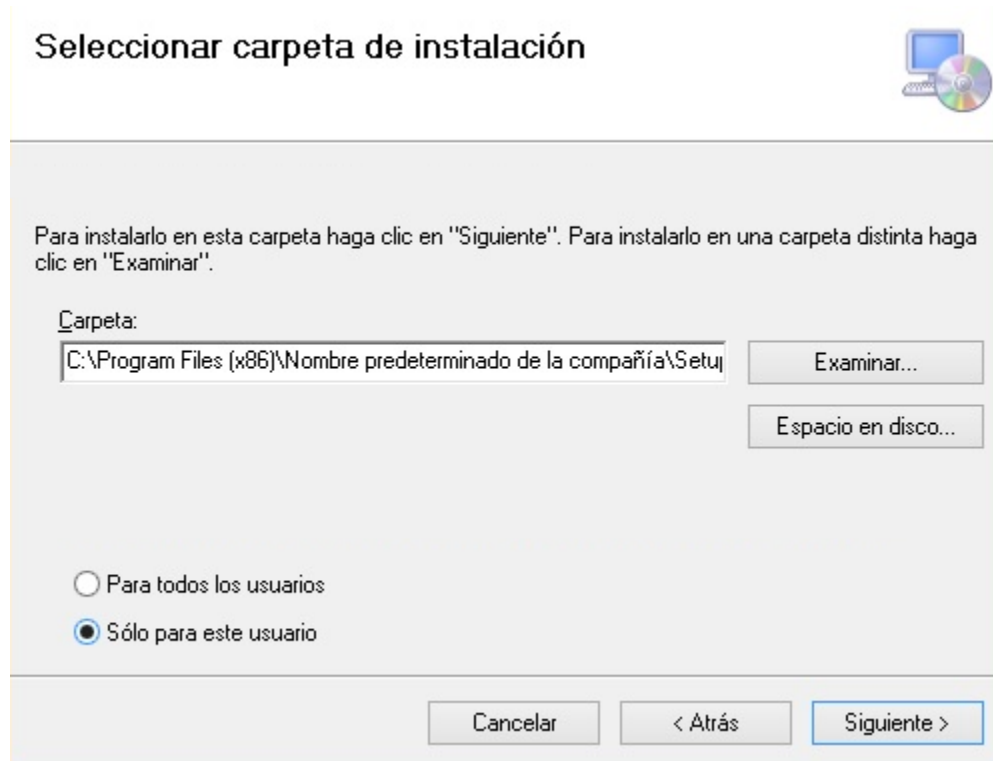 Seleccionar carpeta de instalación
Para instalarlo en esta carpeta haga clic en "Siguiente". Para instalarlo en una carpeta distinta haga
clic en "Examinar".
Carpeta:
C:\Program Files (x86)\Nombre predeterminado de la compañía\Setup
Examinar...
Espacio en disco...
Para todos los usuarios
Sólo para este usuario
Cancelar
< Atrás
Siguiente >